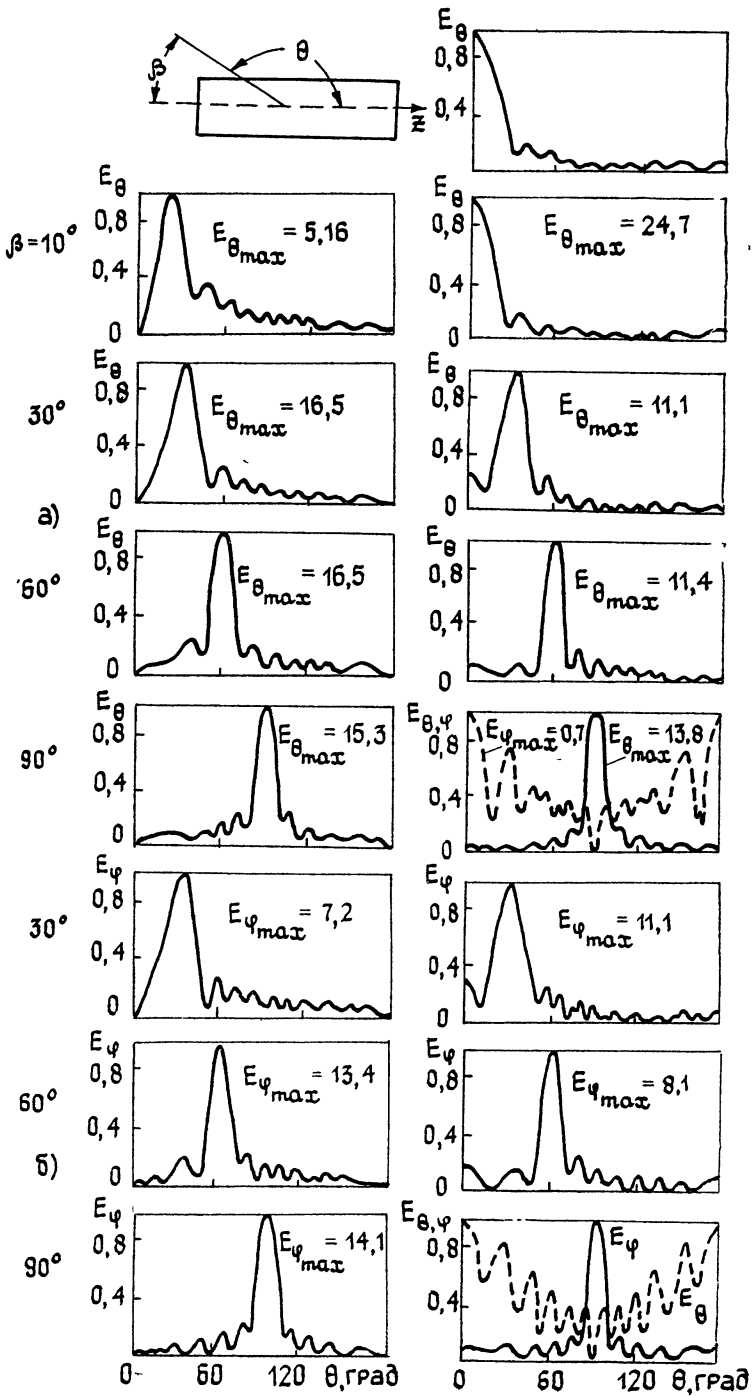 β θ z
E_θ
0,8
0,4
β=10°
E_θ
0,8
0,4
0
E_θmax = 5,16
E_θ
0,8
0,4
0
E_θmax = 24,7
30°
E_θ
0,8
0,4
0
E_θmax = 16,5
E_θ
0,8
0,4
0
E_θmax = 11,1
а)
60°
E_θ
0,8
0,4
0
E_θmax = 16,5
E_θ
0,8
0,4
0
E_θmax = 11,4
90°
E_θ
0,8
0,4
0
E_θmax = 15,3
E_θ,φ
0,8
0,4
0
E_φmax = 0,7
E_θmax = 13,8
30°
E_φ
0,8
0,4
0
E_φmax = 7,2
E_φ
0,8
0,4
0
E_φmax = 11,1
60°
E_φ
0,8
0,4
0
E_φmax = 13,4
E_φ
0,8
0,4
0
E_φmax = 8,1
б)
90°
E_φ
0,8
0,4
E_φmax = 14,1
E_θ,φ
0,8
0,4
E_φ
E_θ
0 60 120 θ, град
0 60 120 θ, град